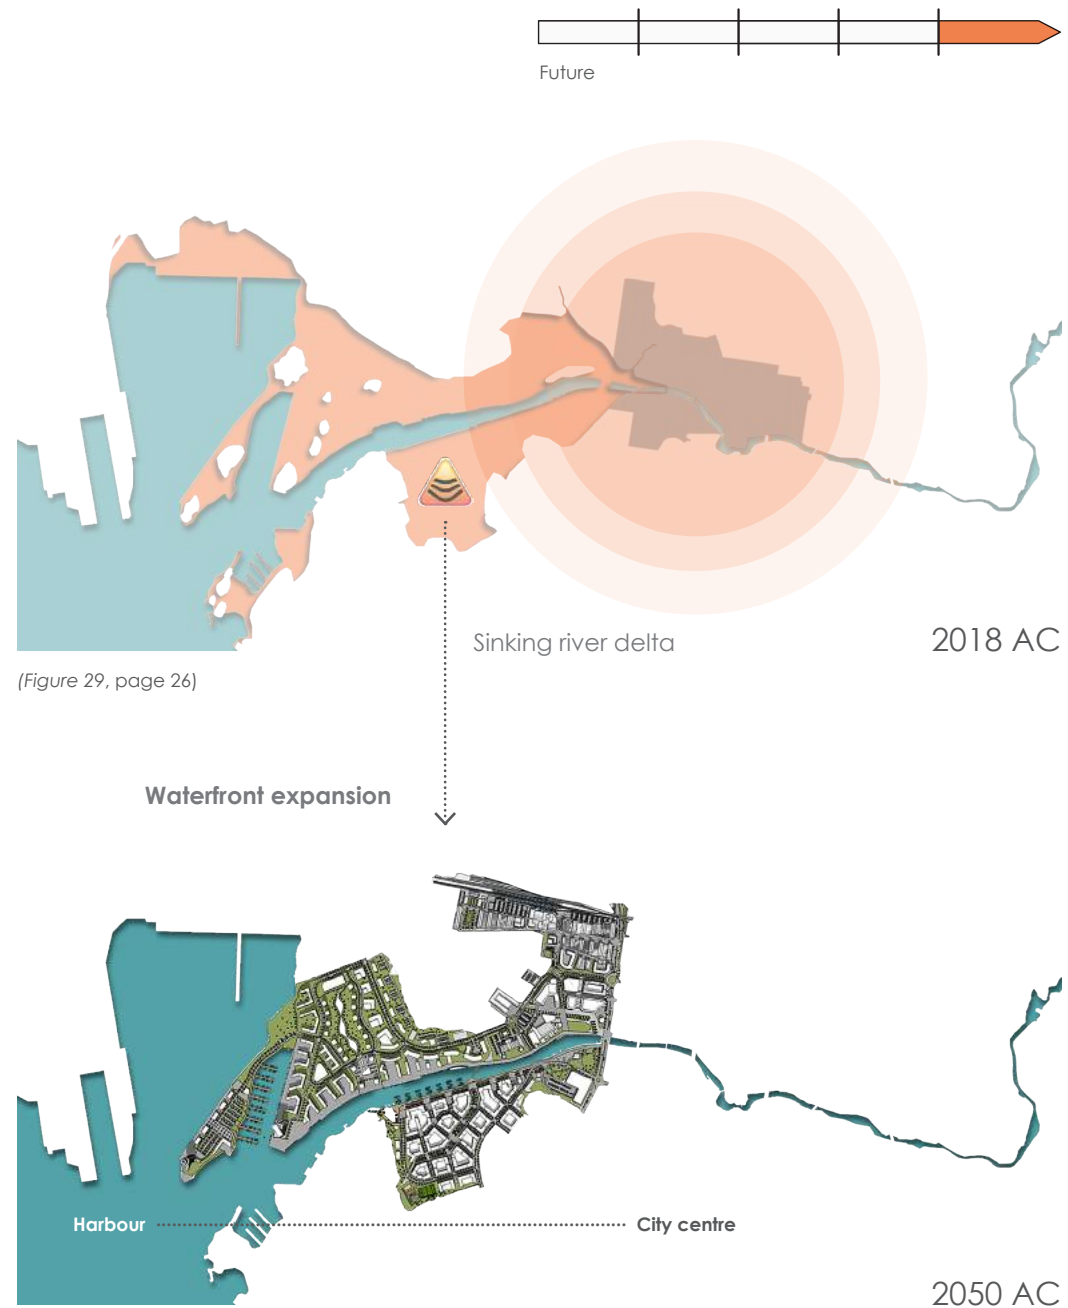 Future
Sinking river delta
2018 AC
(Figure 29, page 26)
Waterfront expansion
Harbour
City centre
2050 AC